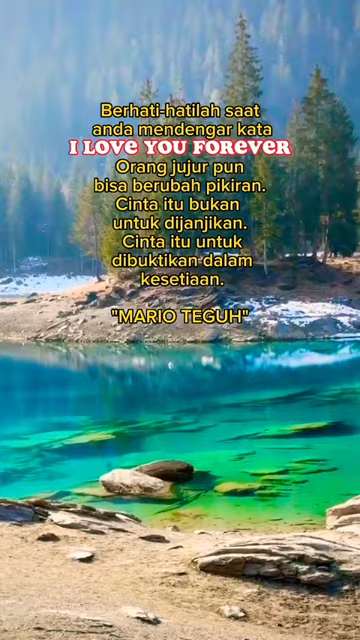 Berhati-hatilah saat
anda mendengar kata
I LOVE YOU FOREVER
Orang jujur pun
bisa berubah pikiran.
Cinta itu bukan
untuk dijanjikan.
Cinta itu untuk
dibuktikan dalam
kesetiaan.
"MARIO TEGUH"